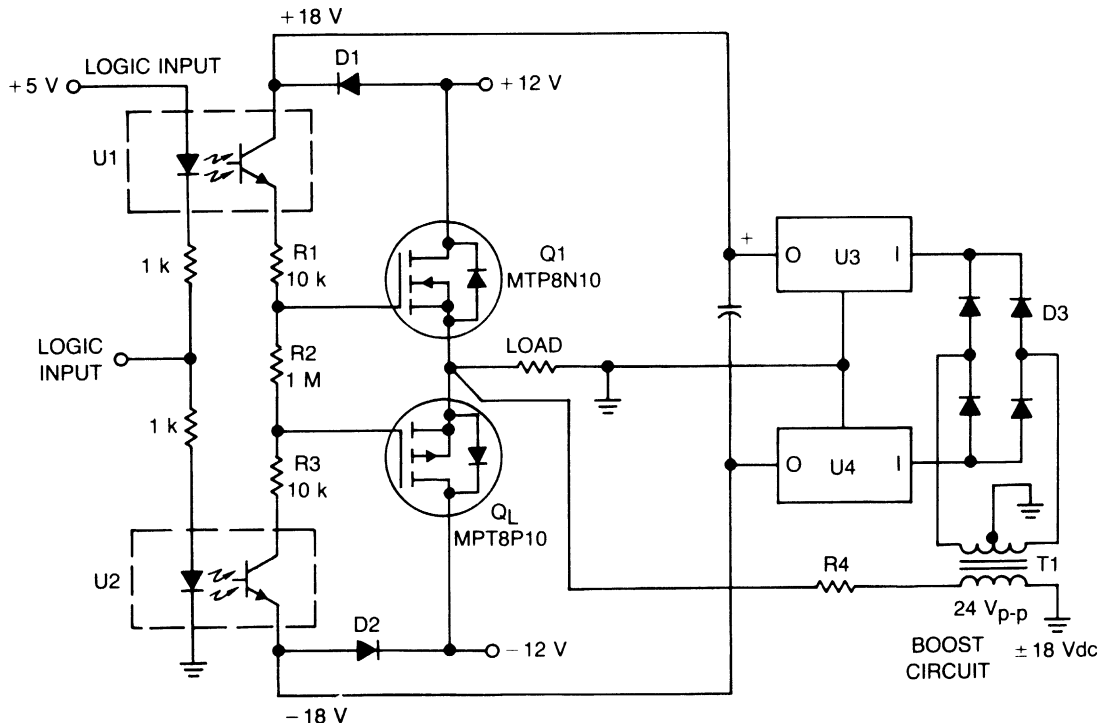 +18 V
LOGIC INPUT
+5 V
D1
+12 V
U1
R1
10 k
1 k
Q1
MTP8N10
+
O
U3
I
D3
LOGIC
INPUT
R2
1 M
LOAD
1 k
R3
10 k
QL
MPT8P10
O
U4
I
U2
R4
T1
24 Vp-p
D2
-12 V
BOOST
CIRCUIT
±18 Vdc
-18 V